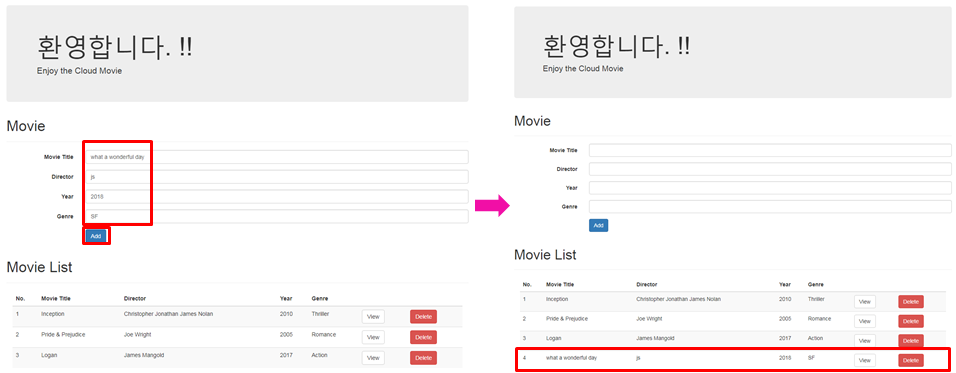 환영합니다. !!
Enjoy the Cloud Movie
Movie
Movie Title what a wonderful day
Director js
Year 2016
Genre SF
Add
Movie List
No. Movie Title Director Year Genre
1 Inception Christopher Jonathan James Nolan 2010 Thriller View Delete
2 Pride & Prejudice Joe Wright 2005 Romance View Delete
3 Logan James Mangold 2017 Action View Delete
환영합니다. !!
Enjoy the Cloud Movie
Movie
Movie Title
Director
Year
Genre
Add
Movie List
No. Movie Title Director Year Genre
1 Inception Christopher Jonathan James Nolan 2010 Thriller View Delete
2 Pride & Prejudice Joe Wright 2005 Romance View Delete
3 Logan James Mangold 2017 Action View Delete
4 what a wonderful day js 2016 SF View Delete